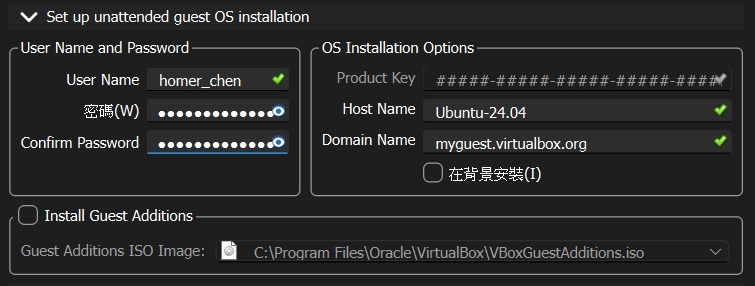 Set up unattended guest OS installation
User Name and Password
User Name homer_chen
密碼(W) ●●●●●●●●●●●●●
Confirm Password ●●●●●●●●●●●●●
OS Installation Options
Product Key #####-#####-#####-#####-####
Host Name Ubuntu-24.04
Domain Name myguest.virtualbox.org
在背景安裝(I)
Install Guest Additions
Guest Additions ISO Image: C:\Program Files\Oracle\VirtualBox\VBoxGuestAdditions.iso